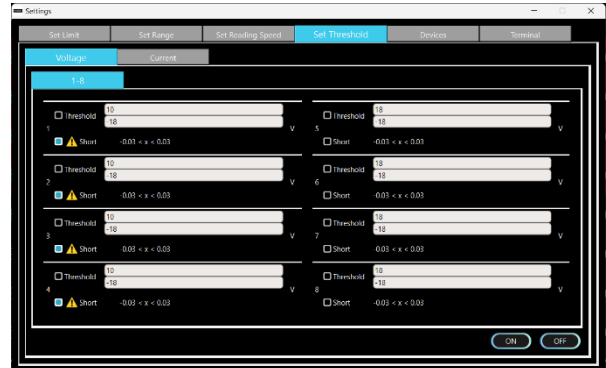 Settings
Set Limit Set Range Set Reading Speed Set Threshold Devices Terminal
Voltage Current
1-8
1 Threshold 10 -18 V
Short -0.03 < x < 0.03
2 Threshold 10 -18 V
Short -0.03 < x < 0.03
3 Threshold 10 -18 V
Short -0.03 < x < 0.03
4 Threshold 10 -18 V
Short -0.03 < x < 0.03
5 Threshold 18 -18 V
Short -0.03 < x < 0.03
6 Threshold 18 -18 V
Short -0.03 < x < 0.03
7 Threshold 18 -18 V
Short -0.03 < x < 0.03
8 Threshold 18 -18 V
Short -0.03 < x < 0.03
ON OFF